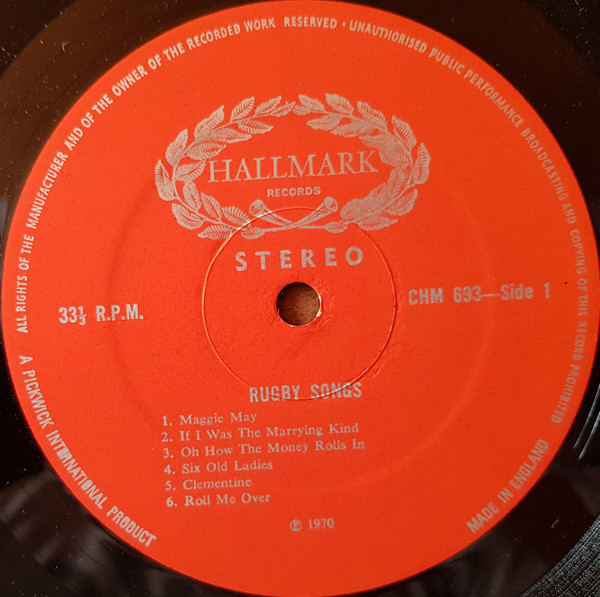 ALL RIGHTS OF THE MANUFACTURER AND OF THE OWNER OF THE RECORDED WORK RESERVED · UNAUTHORISED PUBLIC PERFORMANCE BROADCASTING AND COPYING OF THIS RECORD PROHIBITED
HALLMARK
RECORDS
STEREO
33⅓ R.P.M.
CHM 693—Side 1
RUGBY SONGS
1. Maggie May
2. If I Was The Marrying Kind
3. Oh How The Money Rolls In
4. Six Old Ladies
5. Clementine
6. Roll Me Over
℗ 1970
A PICKWICK INTERNATIONAL PRODUCT
MADE IN ENGLAND